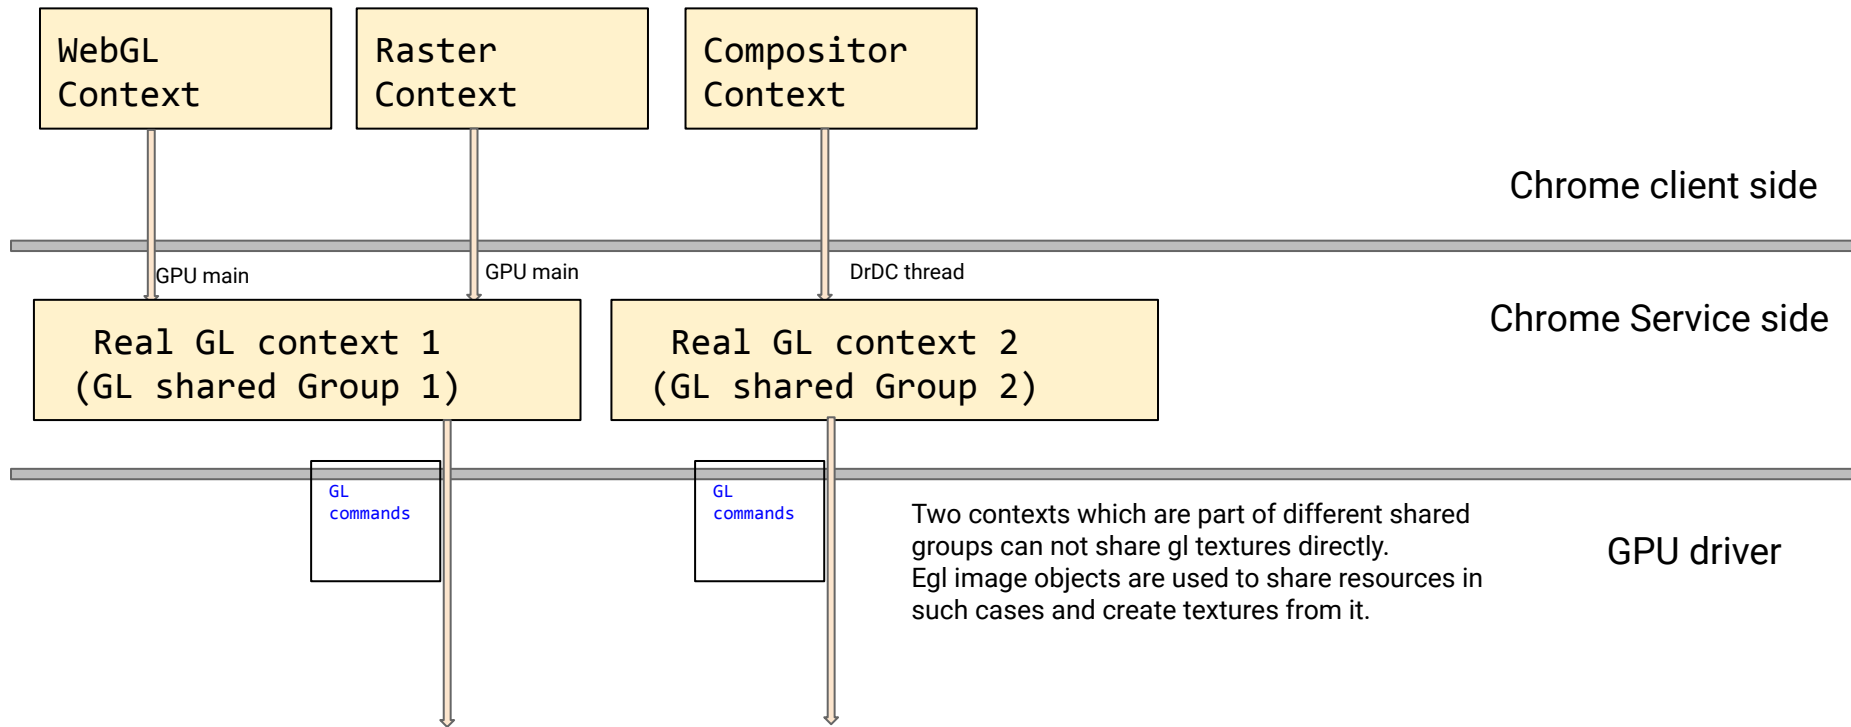 WebGL
Context
Raster
Context
Compositor
Context
Chrome client side
GPU main
GPU main
DrDC thread
Chrome Service side
Real GL context 1
(GL shared Group 1)
Real GL context 2
(GL shared Group 2)
GL
commands
GL
commands
Two contexts which are part of different shared
groups can not share gl textures directly.
Egl image objects are used to share resources in
such cases and create textures from it.
GPU driver